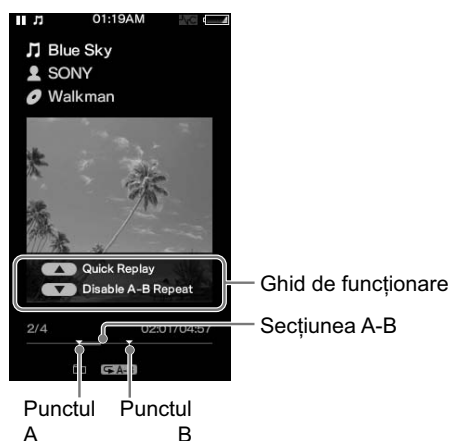 01:19AM
Blue Sky
SONY
Walkman
Quick Replay
Disable A-B Repeat
Ghid de funcționare
2/4 02:01/04:57
Secțiunea A-B
Punctul A
Punctul B